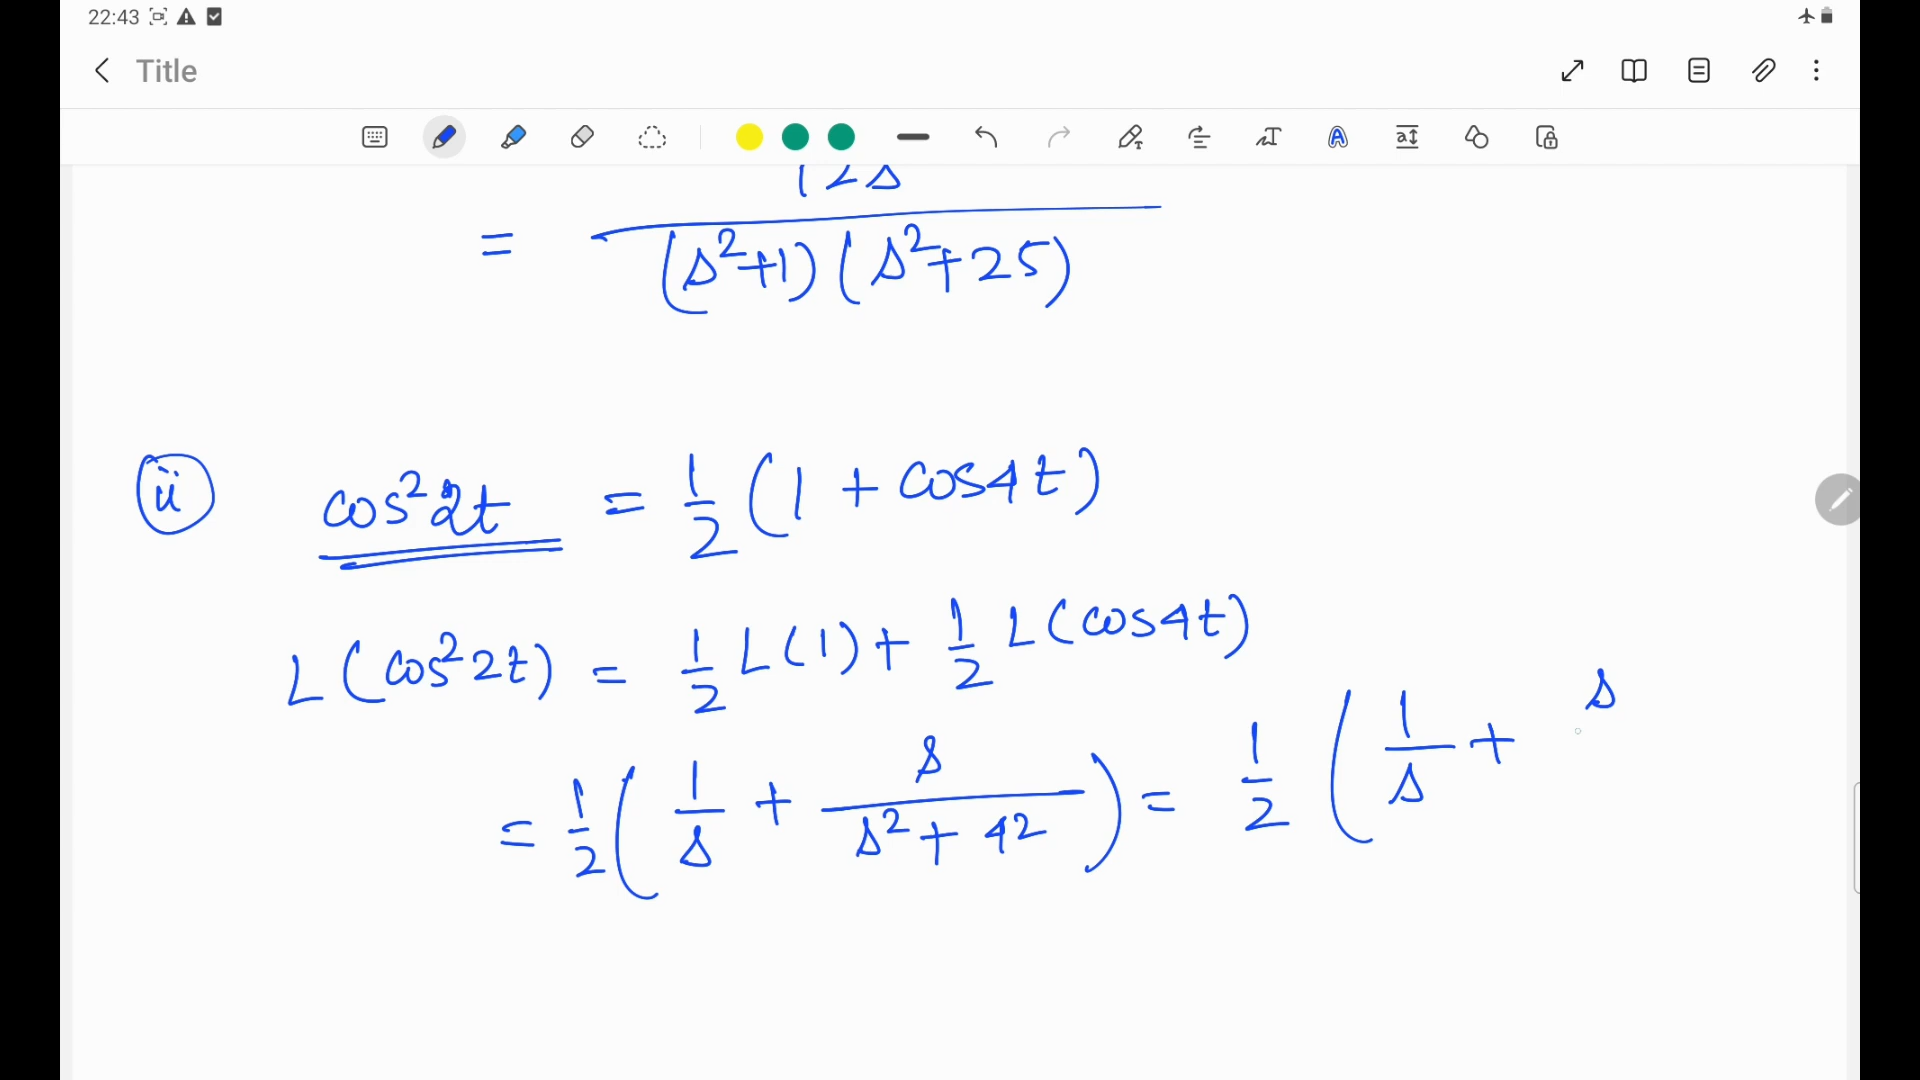 22:43
Title
12s
= (s²+1)(s²+25)
ii cos²2t = 1/2 (1 + cos4t)
L(cos²2t) = 1/2 L(1) + 1/2 L(cos4t)
= 1/2 ( 1/s + s/(s² + 4²) ) = 1/2 ( 1/s + s